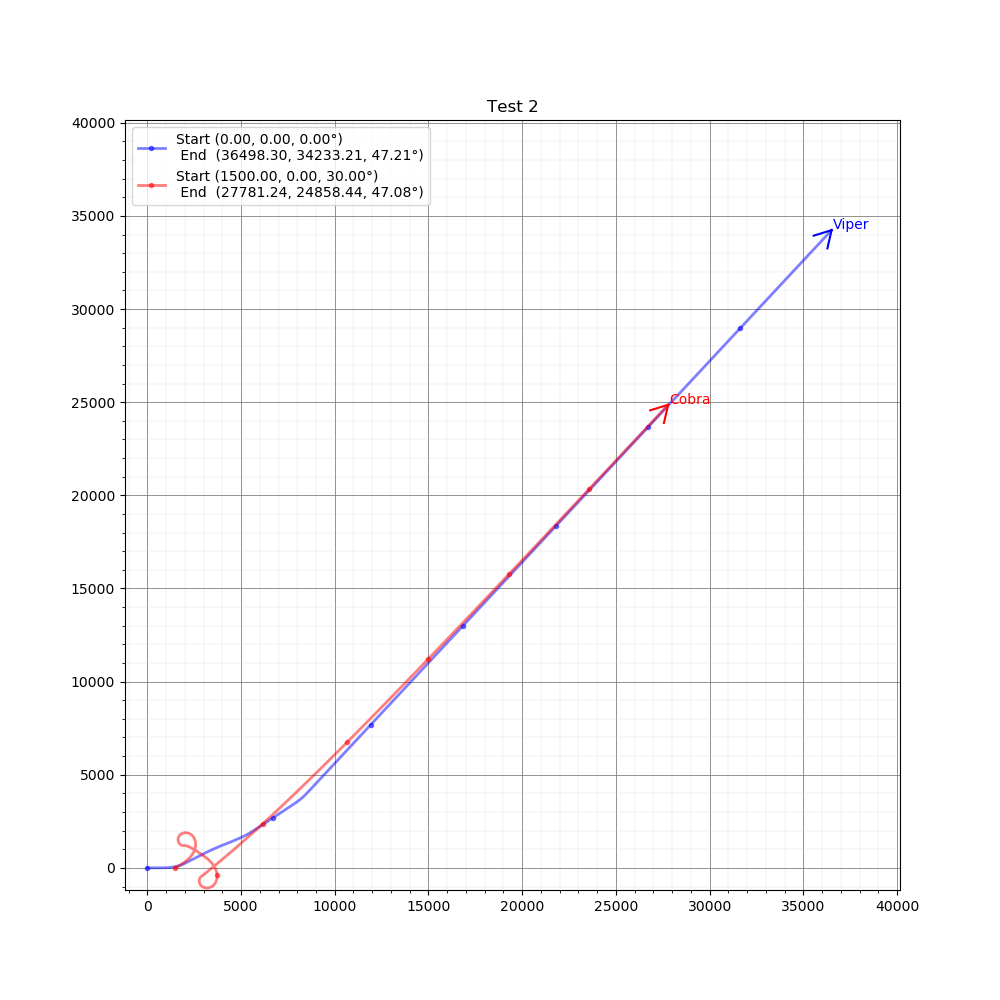 Test 2
Start (0.00, 0.00, 0.00°)
End (36498.30, 34233.21, 47.21°)
Start (1500.00, 0.00, 30.00°)
End (27781.24, 24858.44, 47.08°)
40000
35000
30000
25000
20000
15000
10000
5000
0
Viper
Cobra
0 5000 10000 15000 20000 25000 30000 35000 40000